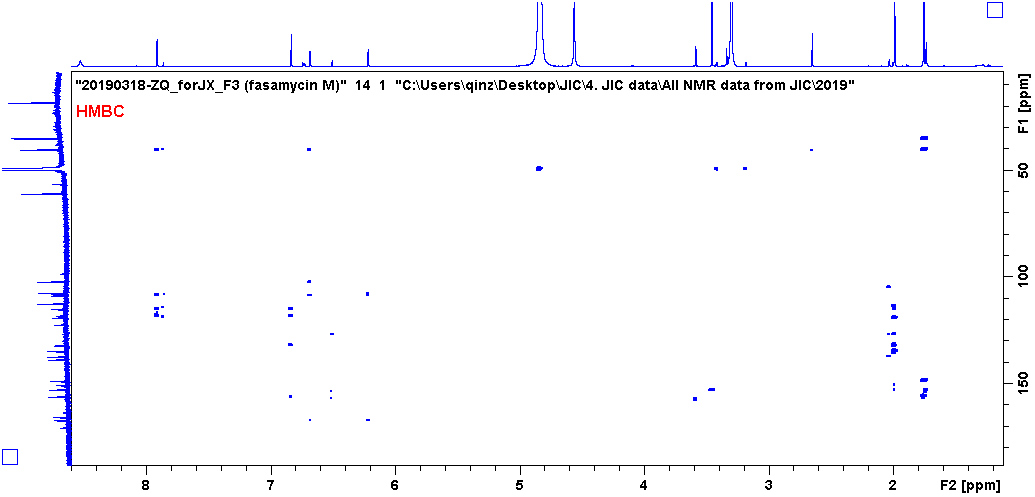 "20190318-ZQ_forJX_F3 (fasamycin M)" 14 1 "C:\Users\qinz\Desktop\JIC\4. JIC data\All NMR data from JIC\2019"
HMBC
F1 [ppm]
50
100
150
8 7 6 5 4 3 2 F2 [ppm]